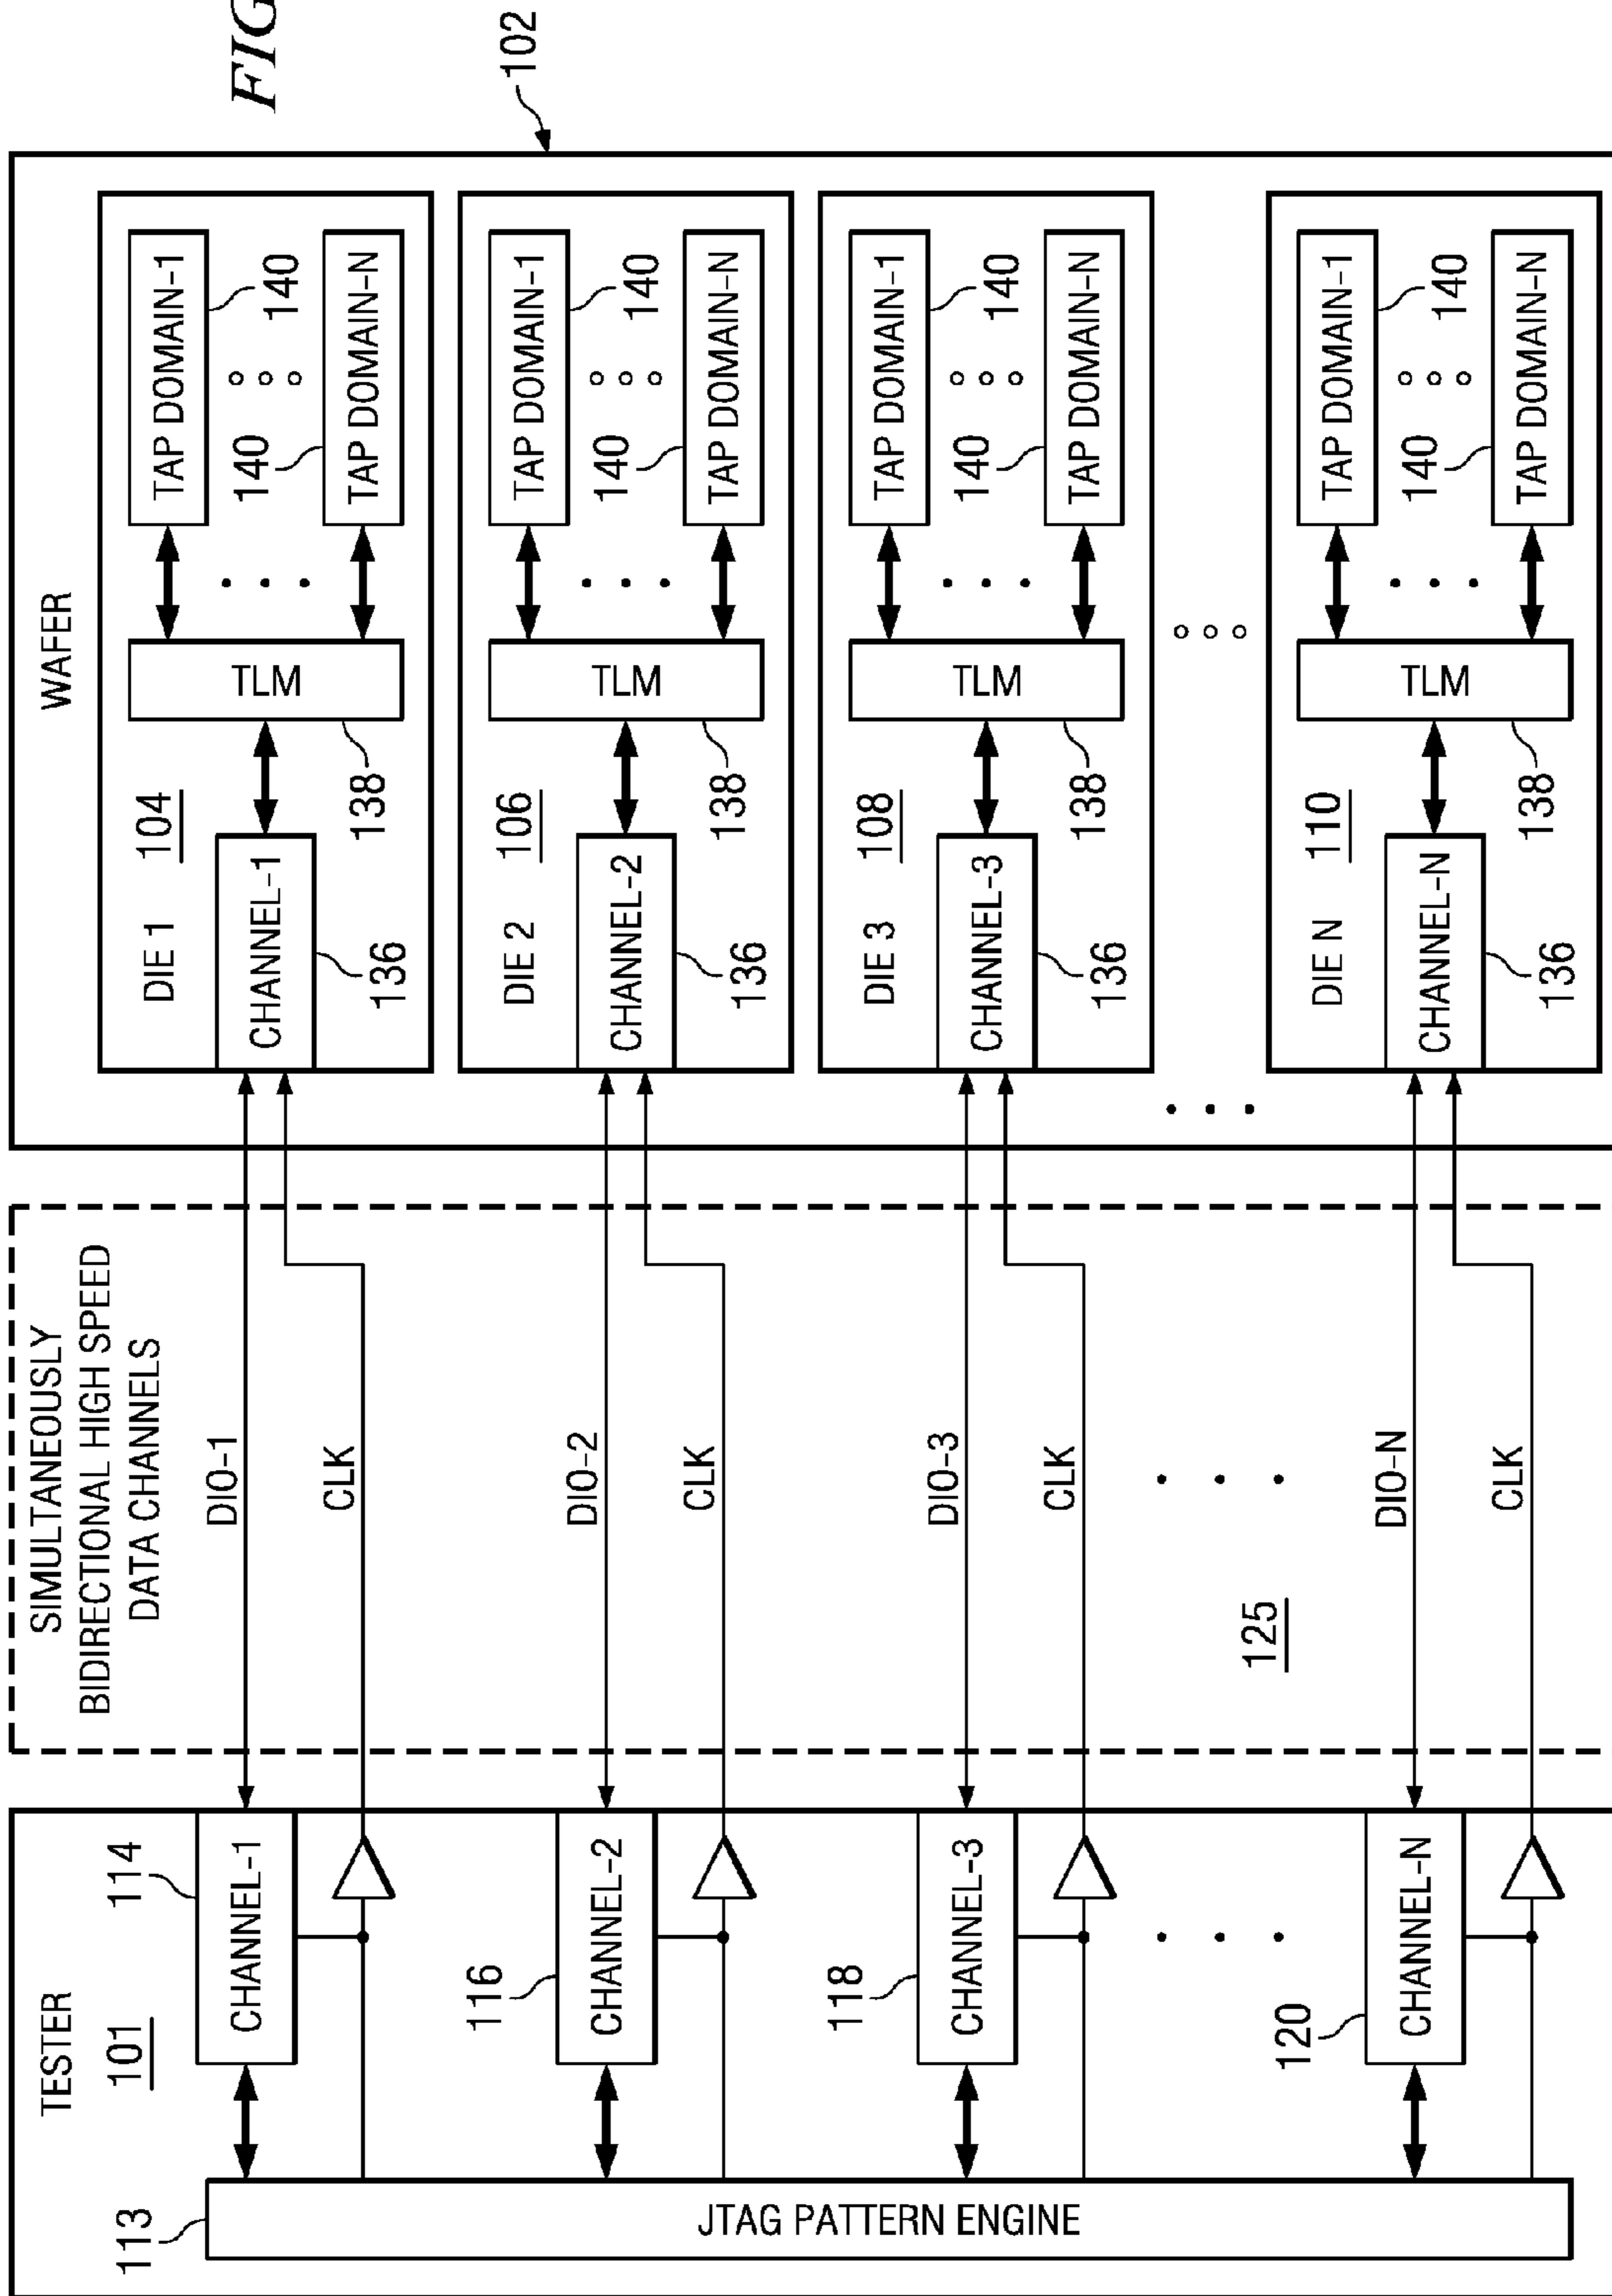 FIG
WAFER
102
DIE 1
104
CHANNEL-1
136
TLM
138
TAP DOMAIN-1
140
140
TAP DOMAIN-N
DIE 2
106
CHANNEL-2
136
TLM
138
TAP DOMAIN-1
140
140
TAP DOMAIN-N
DIE 3
108
CHANNEL-3
136
TLM
138
TAP DOMAIN-1
140
140
TAP DOMAIN-N
DIE N
110
CHANNEL-N
136
TLM
138
TAP DOMAIN-1
140
140
TAP DOMAIN-N
SIMULTANEOUSLY
BIDIRECTIONAL HIGH SPEED
DATA CHANNELS
DIO-1
CLK
DIO-2
CLK
DIO-3
CLK
DIO-N
CLK
125
TESTER
101
114
CHANNEL-1
116
CHANNEL-2
118
CHANNEL-3
120
CHANNEL-N
113
JTAG PATTERN ENGINE